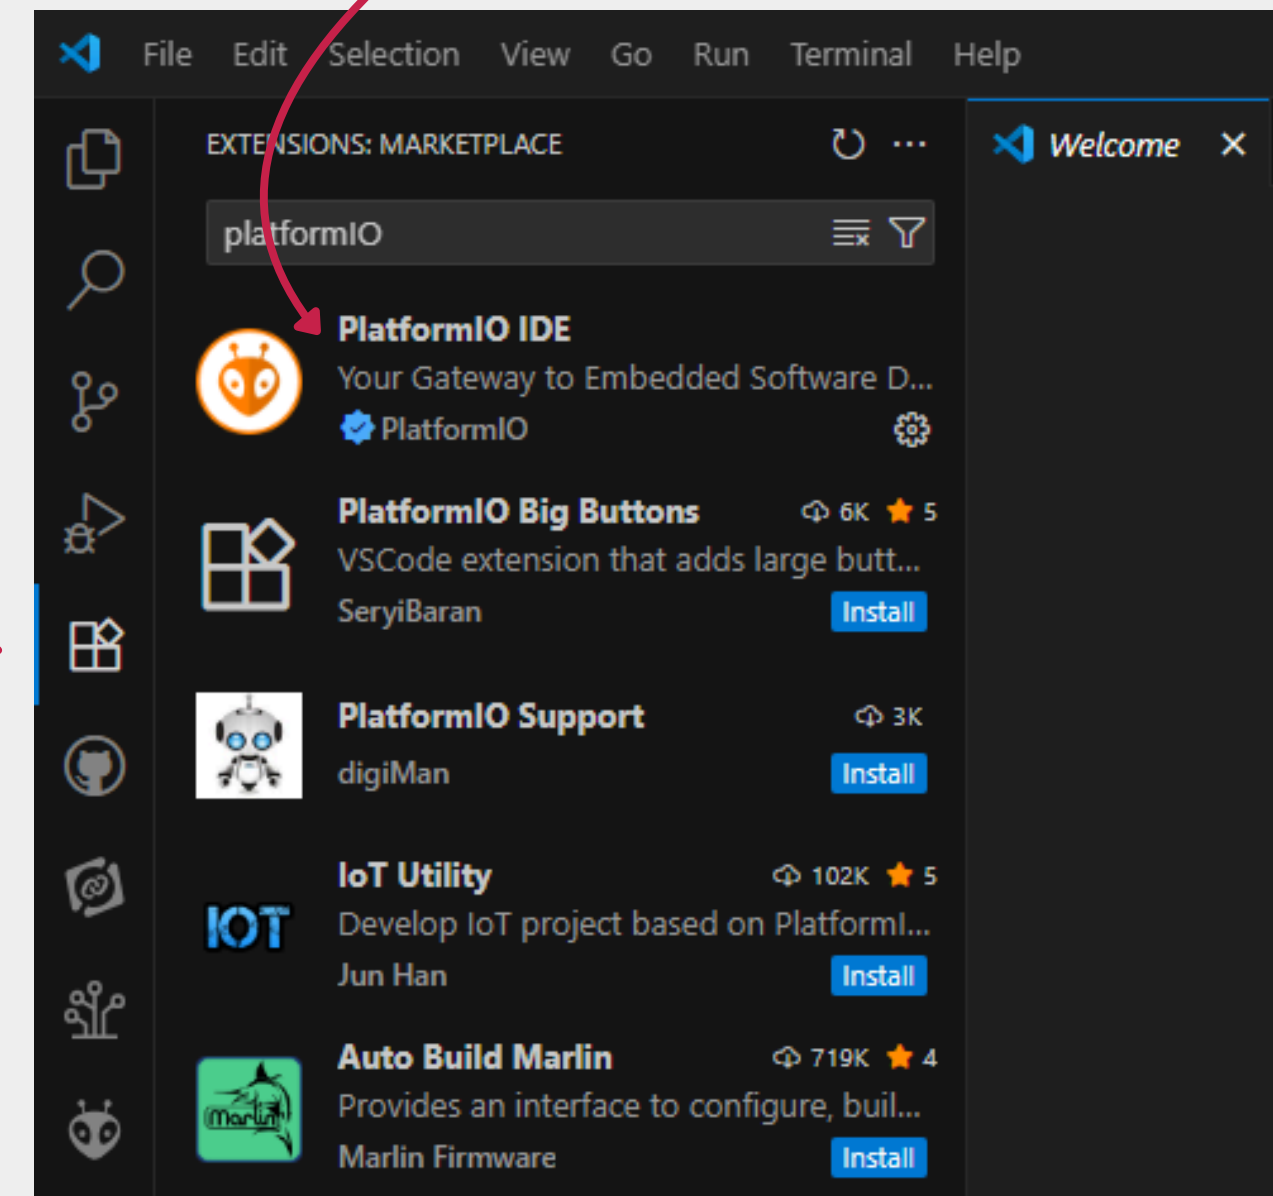 File Edit Selection View Go Run Terminal Help
EXTENSIONS: MARKETPLACE
Welcome
platformIO
PlatformIO IDE
Your Gateway to Embedded Software D...
PlatformIO
PlatformIO Big Buttons 6K 5
VSCode extension that adds large butt...
SeryiBaran Install
PlatformIO Support 3K
digiMan Install
IoT Utility 102K 5
IOT
Develop IoT project based on PlatformI...
Jun Han Install
Auto Build Marlin 719K 4
Marlin
Provides an interface to configure, buil...
Marlin Firmware Install